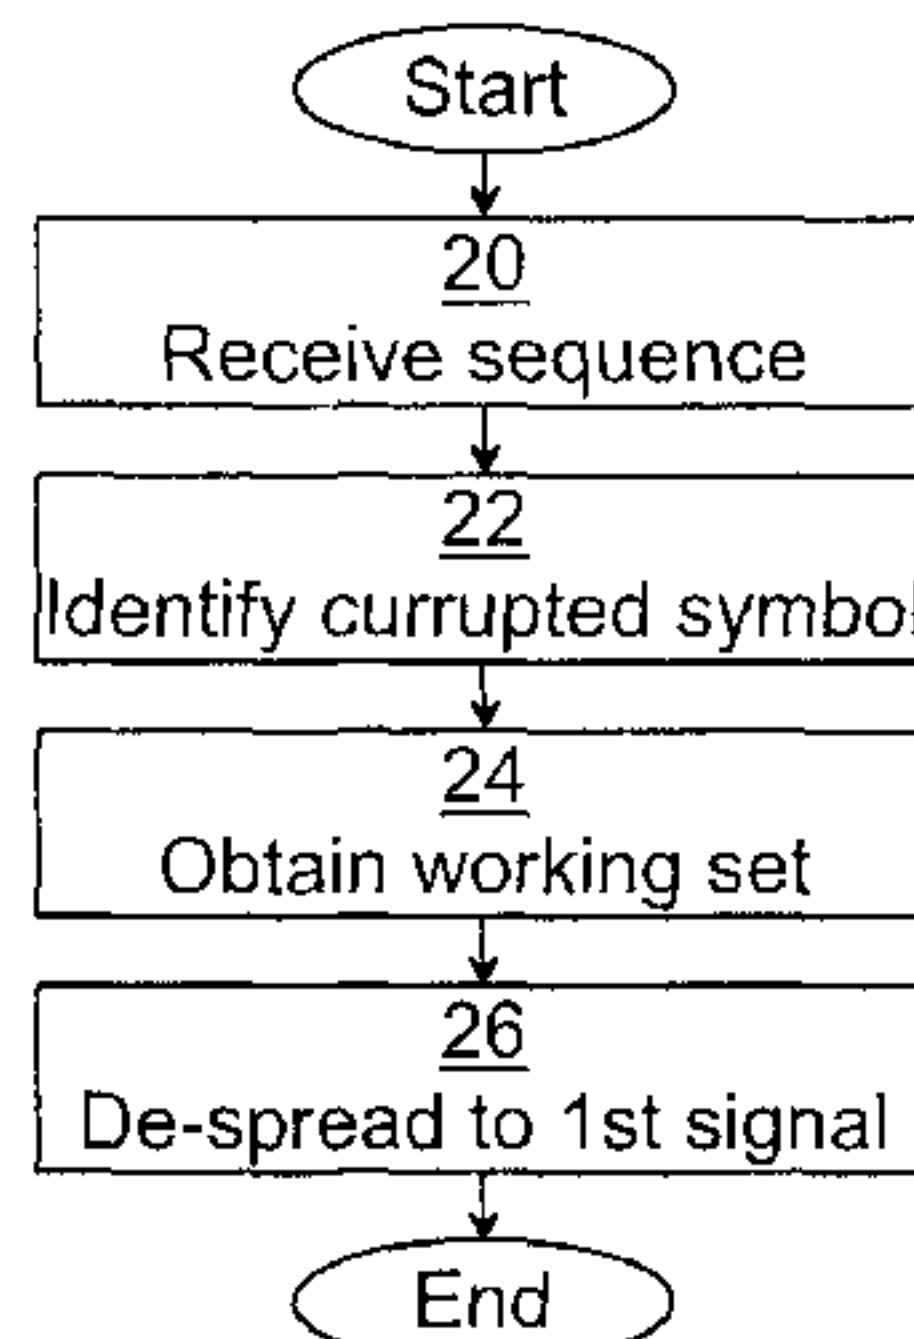 Start
20
Receive sequence
22
Identify currupted symbol
24
Obtain working set
26
De-spread to 1st signal
End